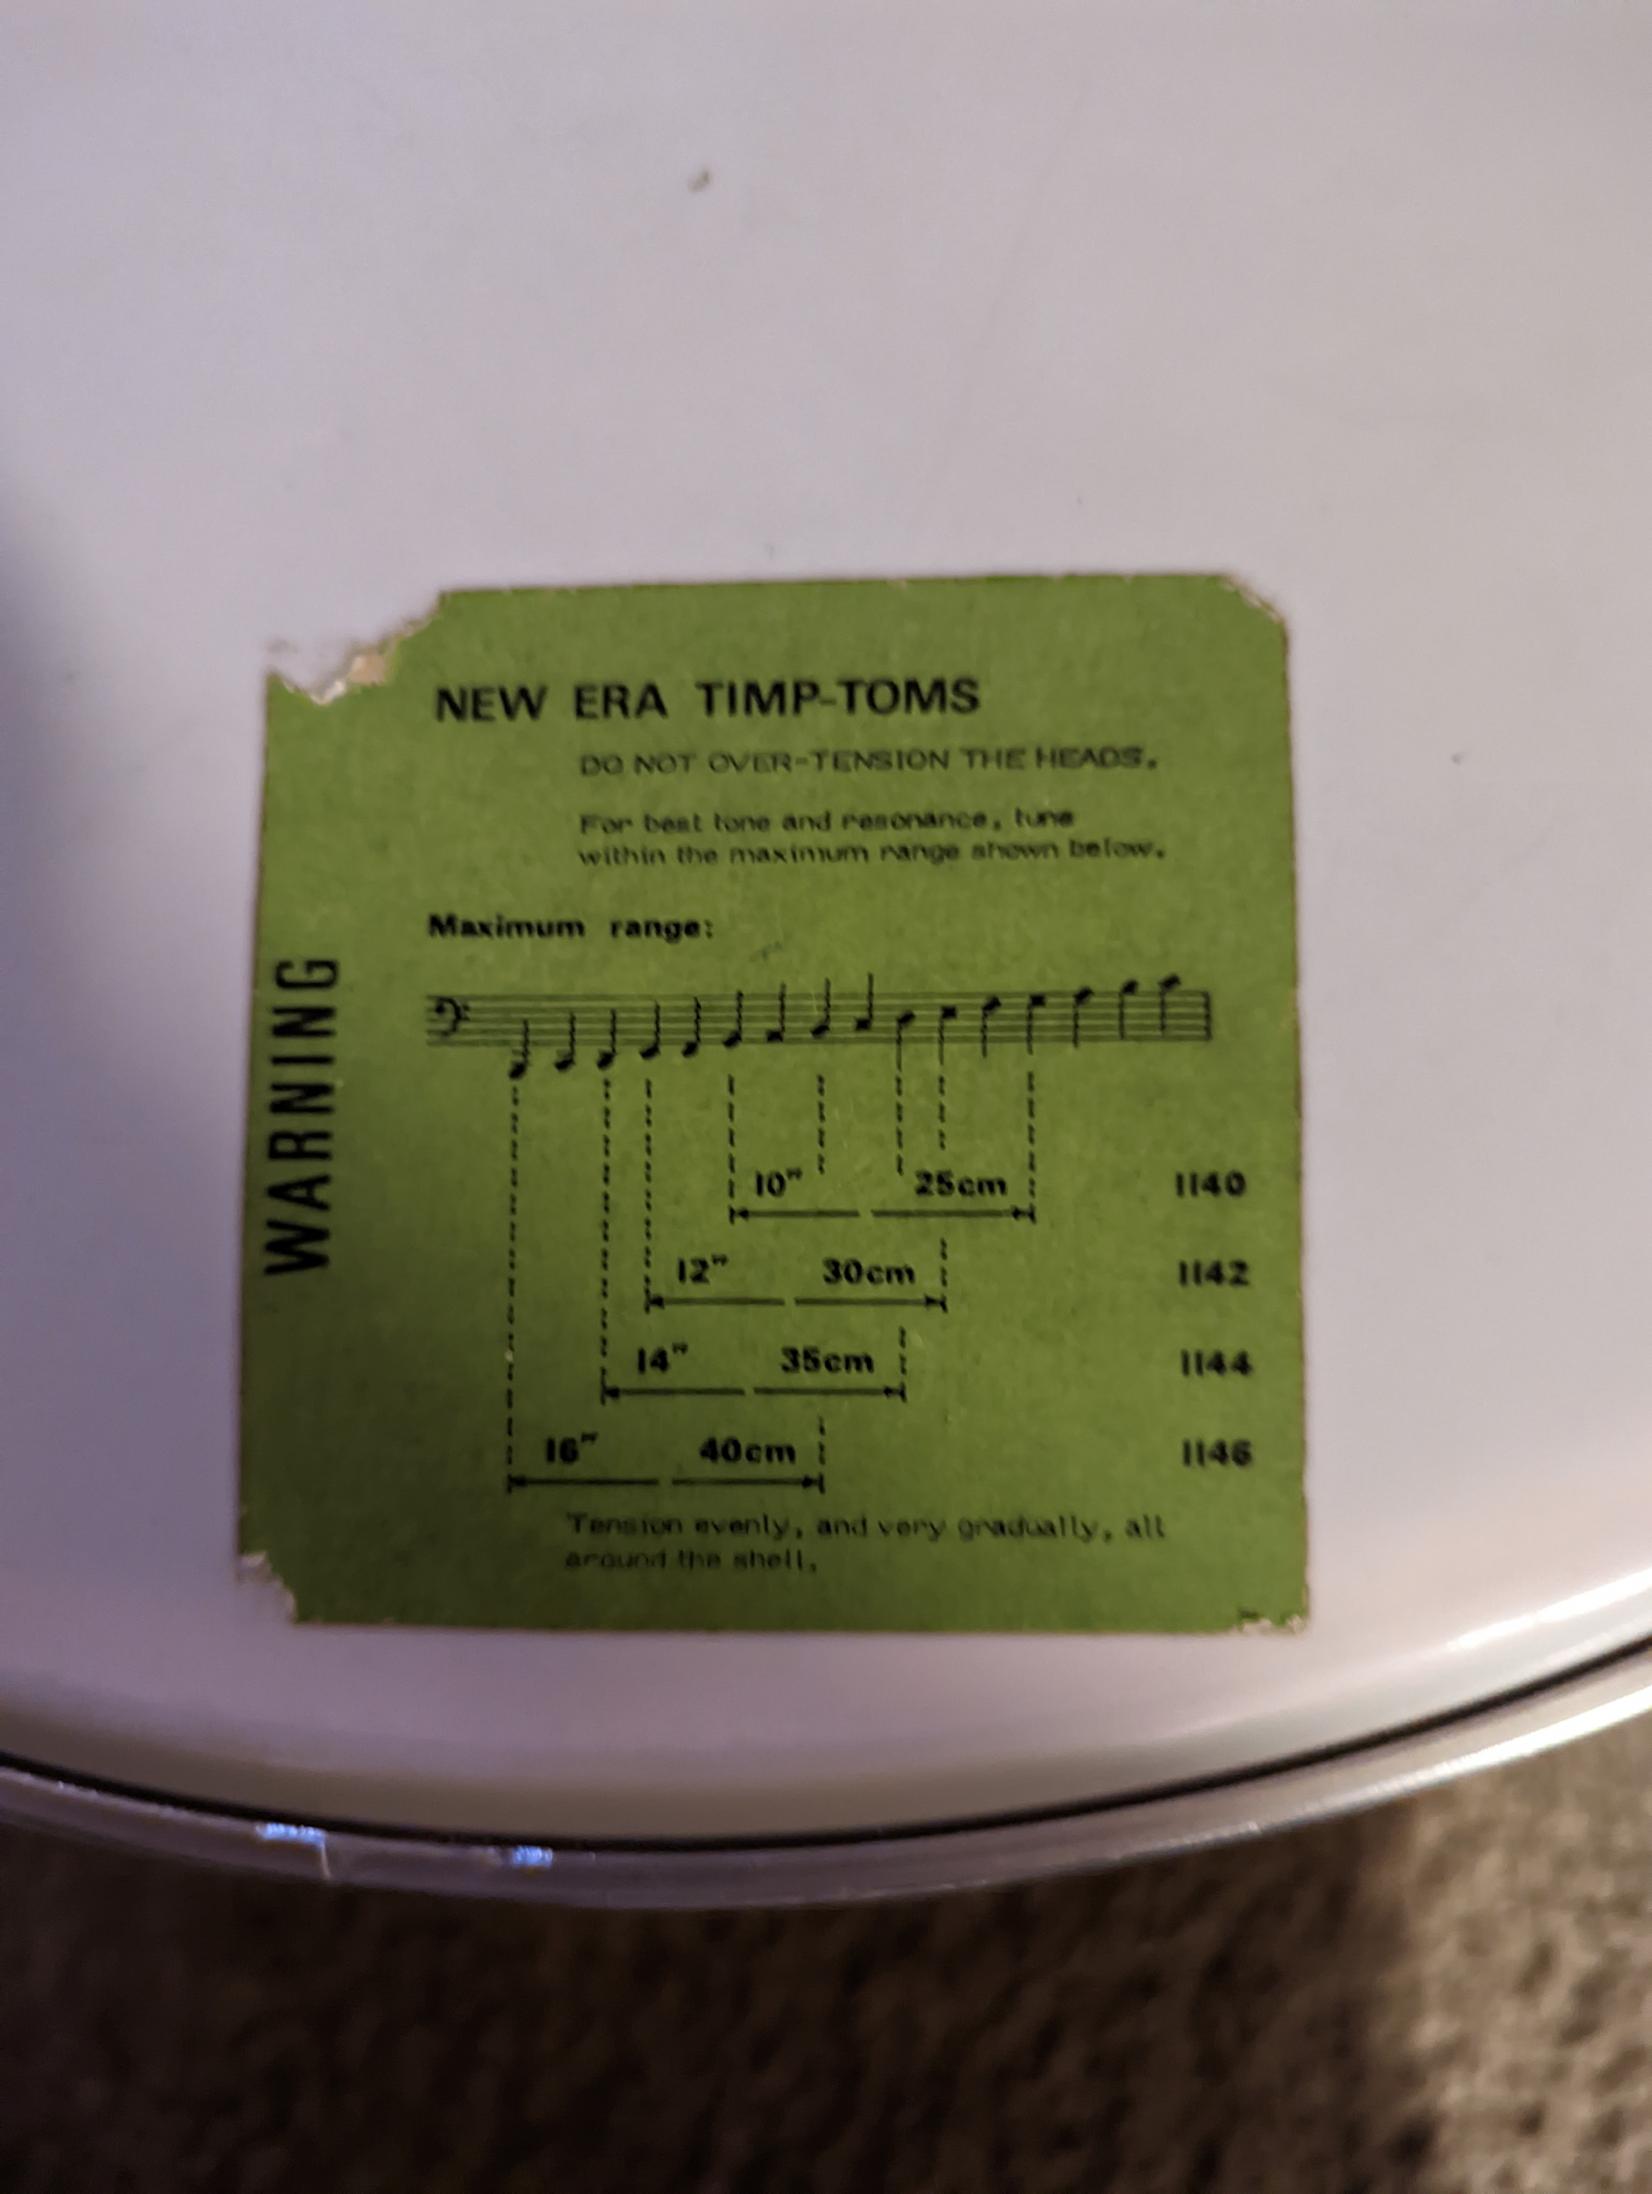 WARNING
NEW ERA TIMP-TOMS
DO NOT OVER-TENSION THE HEADS.
For best tone and resonance, tune
within the maximum range shown below.
Maximum range:
10" 25cm 1140
12" 30cm 1142
14" 35cm 1144
16" 40cm 1146
Tension evenly, and very gradually, all
around the shell.